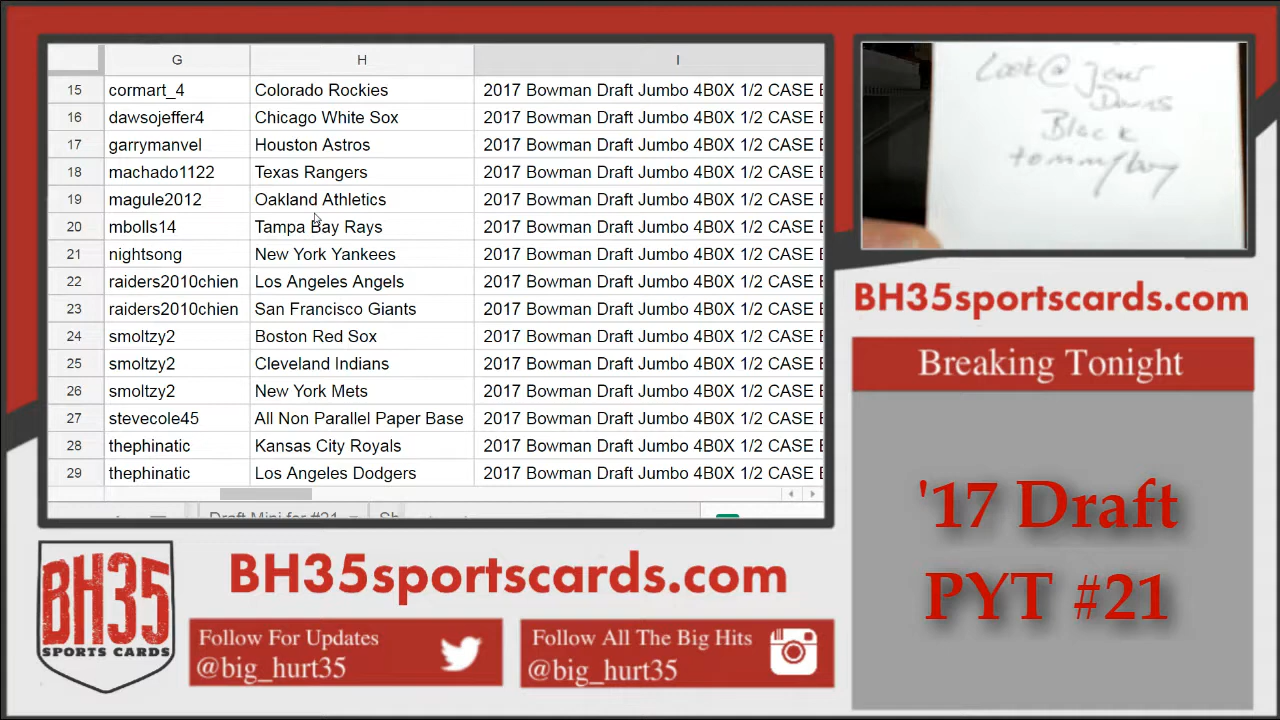 G H I
15 cormart_4 Colorado Rockies 2017 Bowman Draft Jumbo 4B0X 1/2 CASE
16 dawsojeffer4 Chicago White Sox 2017 Bowman Draft Jumbo 4B0X 1/2 CASE
17 garrymanvel Houston Astros 2017 Bowman Draft Jumbo 4B0X 1/2 CASE
18 machado1122 Texas Rangers 2017 Bowman Draft Jumbo 4B0X 1/2 CASE
19 magule2012 Oakland Athletics 2017 Bowman Draft Jumbo 4B0X 1/2 CASE
20 mbolls14 Tampa Bay Rays 2017 Bowman Draft Jumbo 4B0X 1/2 CASE
21 nightsong New York Yankees 2017 Bowman Draft Jumbo 4B0X 1/2 CASE
22 raiders2010chien Los Angeles Angels 2017 Bowman Draft Jumbo 4B0X 1/2 CASE
23 raiders2010chien San Francisco Giants 2017 Bowman Draft Jumbo 4B0X 1/2 CASE
24 smoltzy2 Boston Red Sox 2017 Bowman Draft Jumbo 4B0X 1/2 CASE
25 smoltzy2 Cleveland Indians 2017 Bowman Draft Jumbo 4B0X 1/2 CASE
26 smoltzy2 New York Mets 2017 Bowman Draft Jumbo 4B0X 1/2 CASE
27 stevecole45 All Non Parallel Paper Base 2017 Bowman Draft Jumbo 4B0X 1/2 CASE
28 thephinatic Kansas City Royals 2017 Bowman Draft Jumbo 4B0X 1/2 CASE
29 thephinatic Los Angeles Dodgers 2017 Bowman Draft Jumbo 4B0X 1/2 CASE
Draft Mini for #21
Black
BH35sportscards.com
Breaking Tonight
'17 Draft
PYT #21
BH35
SPORTS CARDS
BH35sportscards.com
Follow For Updates
@big_hurt35
Follow All The Big Hits
@big_hurt35